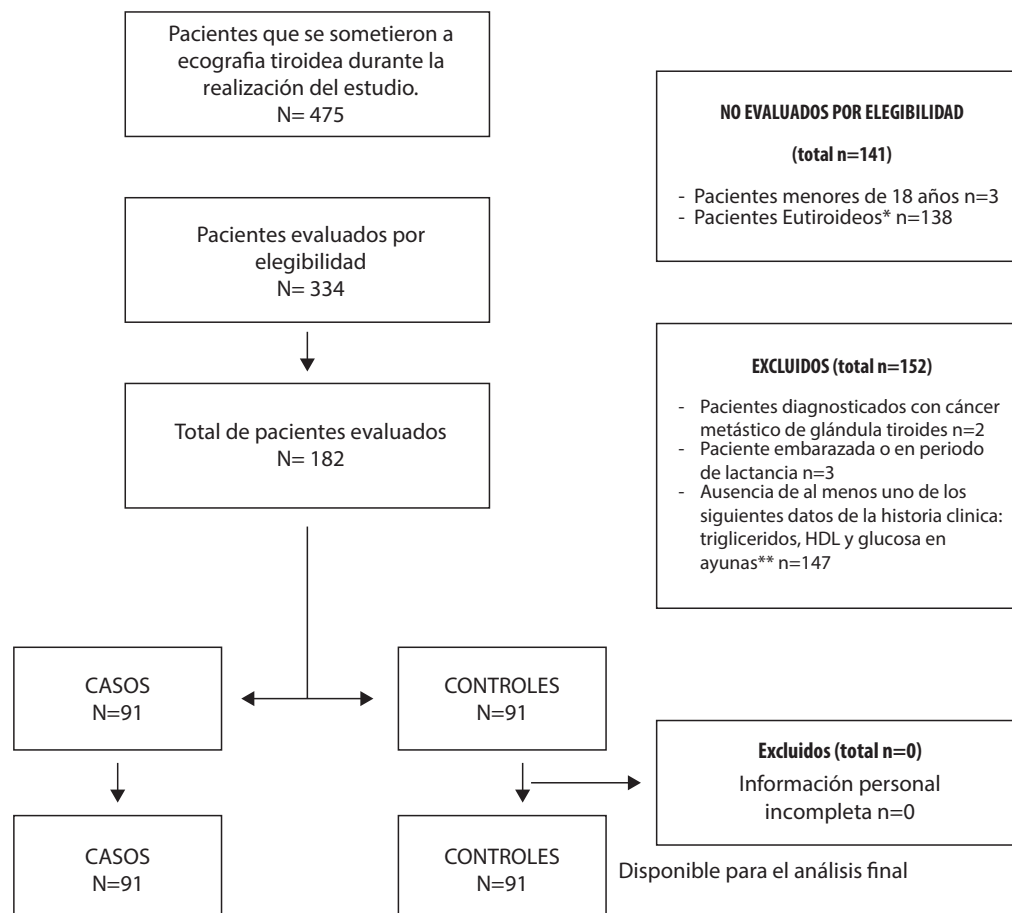 Pacientes que se sometieron a
ecografia tiroidea durante la
realización del estudio.
N= 475
NO EVALUADOS POR ELEGIBILIDAD
(total n=141)
- Pacientes menores de 18 años n=3
- Pacientes Eutiroideos* n=138
Pacientes evaluados por
elegibilidad
N= 334
EXCLUIDOS (total n=152)
- Pacientes diagnosticados con cáncer
metástico de glándula tiroides n=2
- Paciente embarazada o en periodo
de lactancia n=3
- Ausencia de al menos uno de los
siguientes datos de la historia clinica:
trigliceridos, HDL y glucosa en
ayunas** n=147
Total de pacientes evaluados
N= 182
CASOS
N=91
CONTROLES
N=91
Excluidos (total n=0)
Información personal
incompleta n=0
CASOS
N=91
CONTROLES
N=91
Disponible para el análisis final